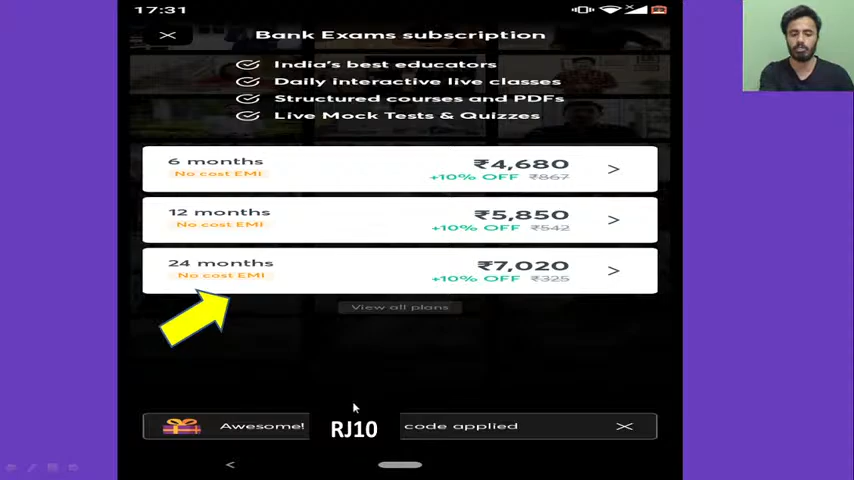 17:31
Bank Exams subscription
India's best educators
Daily interactive live classes
Structured courses and PDFs
Live Mock Tests & Quizzes
6 months
No cost EMI
₹4,680
+10% OFF ₹867
12 months
No cost EMI
₹5,850
+10% OFF ₹542
24 months
No cost EMI
₹7,020
+10% OFF ₹325
View all plans
Awesome! RJ10 code applied